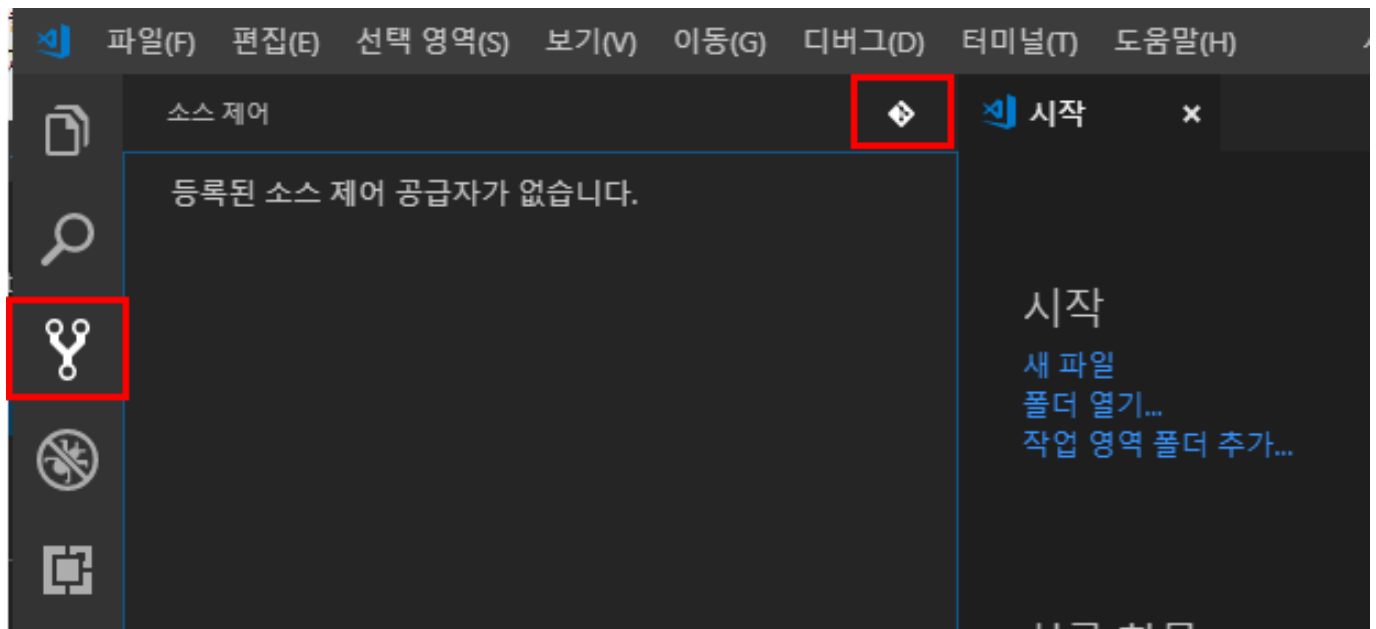 파일(F) 편집(E) 선택 영역(S) 보기(V) 이동(G) 디버그(D) 터미널(T) 도움말(H)
소스 제어
시작
등록된 소스 제어 공급자가 없습니다.
시작
새 파일
폴더 열기...
작업 영역 폴더 추가...